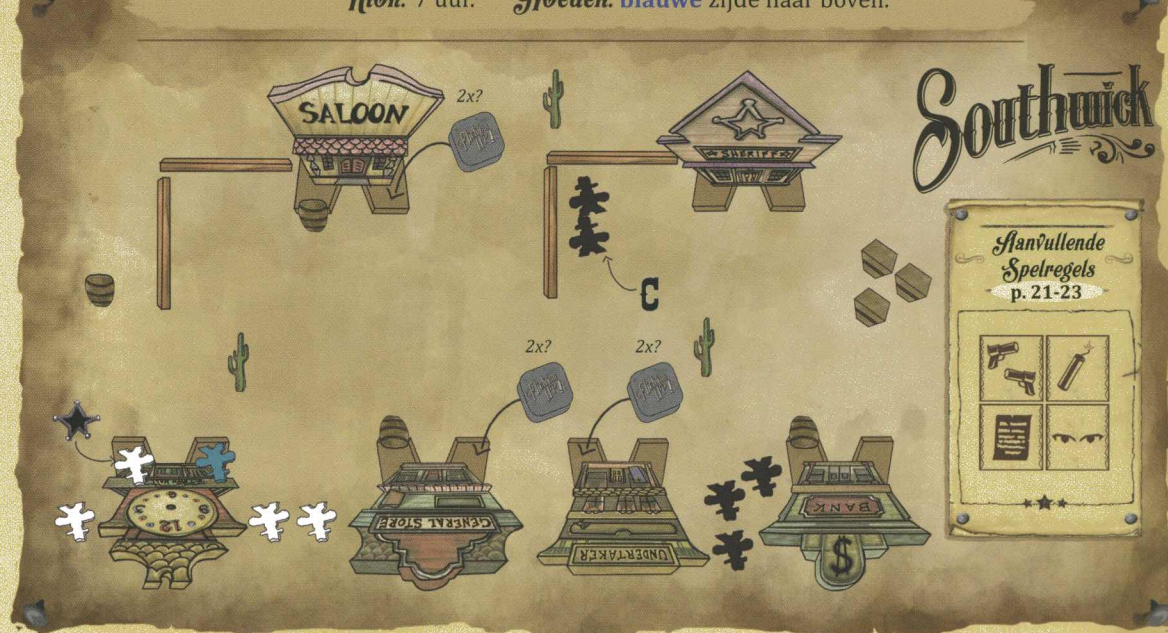 Klok: 7 uur. Hoeden: blauwe zijde naar boven.
Southwick
SALOON
2x?
SHERIFF
Aanvullende
Spelregels
p. 21-23
C
2x?
2x?
12
GENERAL STORE
UNDERTAKER
BANK
$